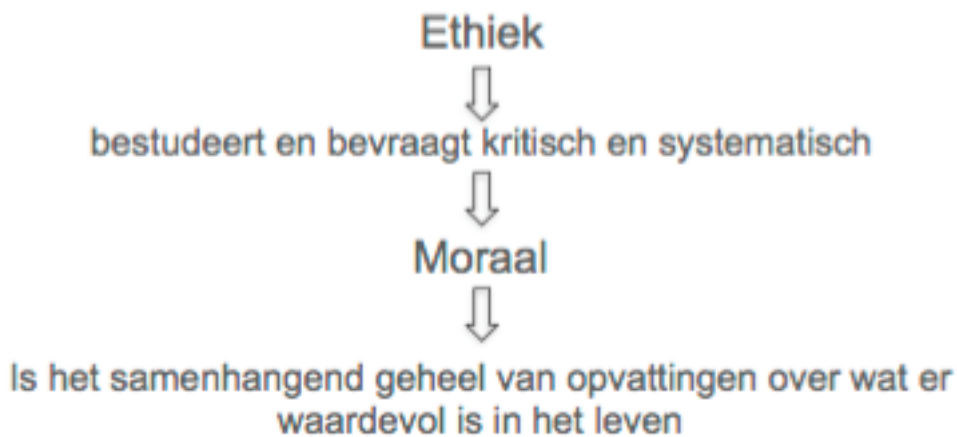 Ethiek
bestudeert en bevraagt kritisch en systematisch
Moraal
Is het samenhangend geheel van opvattingen over wat er
waardevol is in het leven